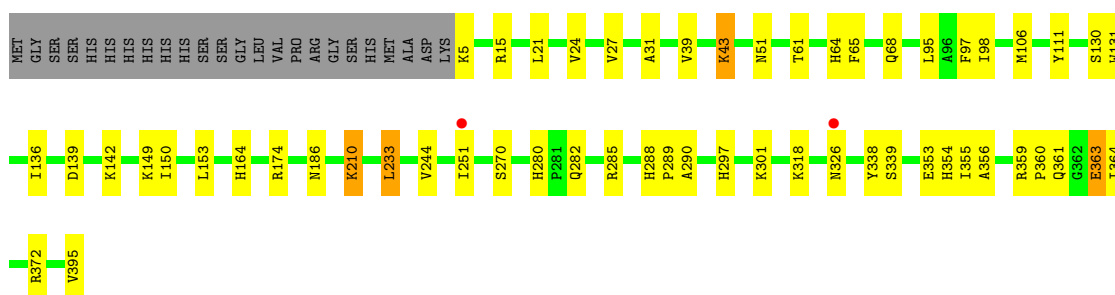 MET GLY SER SER HIS HIS HIS HIS HIS HIS SER SER GLY LEU VAL PRO ARG GLY SER HIS MET ALA ASP LYS K5 R15 L21 V24 V27 A31 V39 K43 N51 T61 H64 F65 Q68 L95 A96 F97 I98 M106 Y111 S130 W131
I136 D139 K142 K149 I150 L153 H164 R174 N186 K210 L233 V244 I251 S270 H280 P281 Q282 R285 H288 P289 A290 H297 K301 K318 N326 Y338 S339 E353 H354 I355 A356 R359 P360 Q361 G362 E363
R372 V395